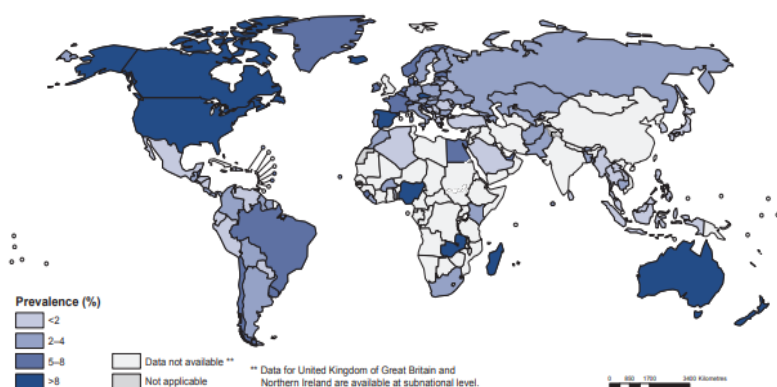 Prevalence (%)
<2
2–4
5–8
>8
Data not available **
Not applicable
** Data for United Kingdom of Great Britain and
Northern Ireland are available at subnational level.
0 850 1700 3400 Kilometres